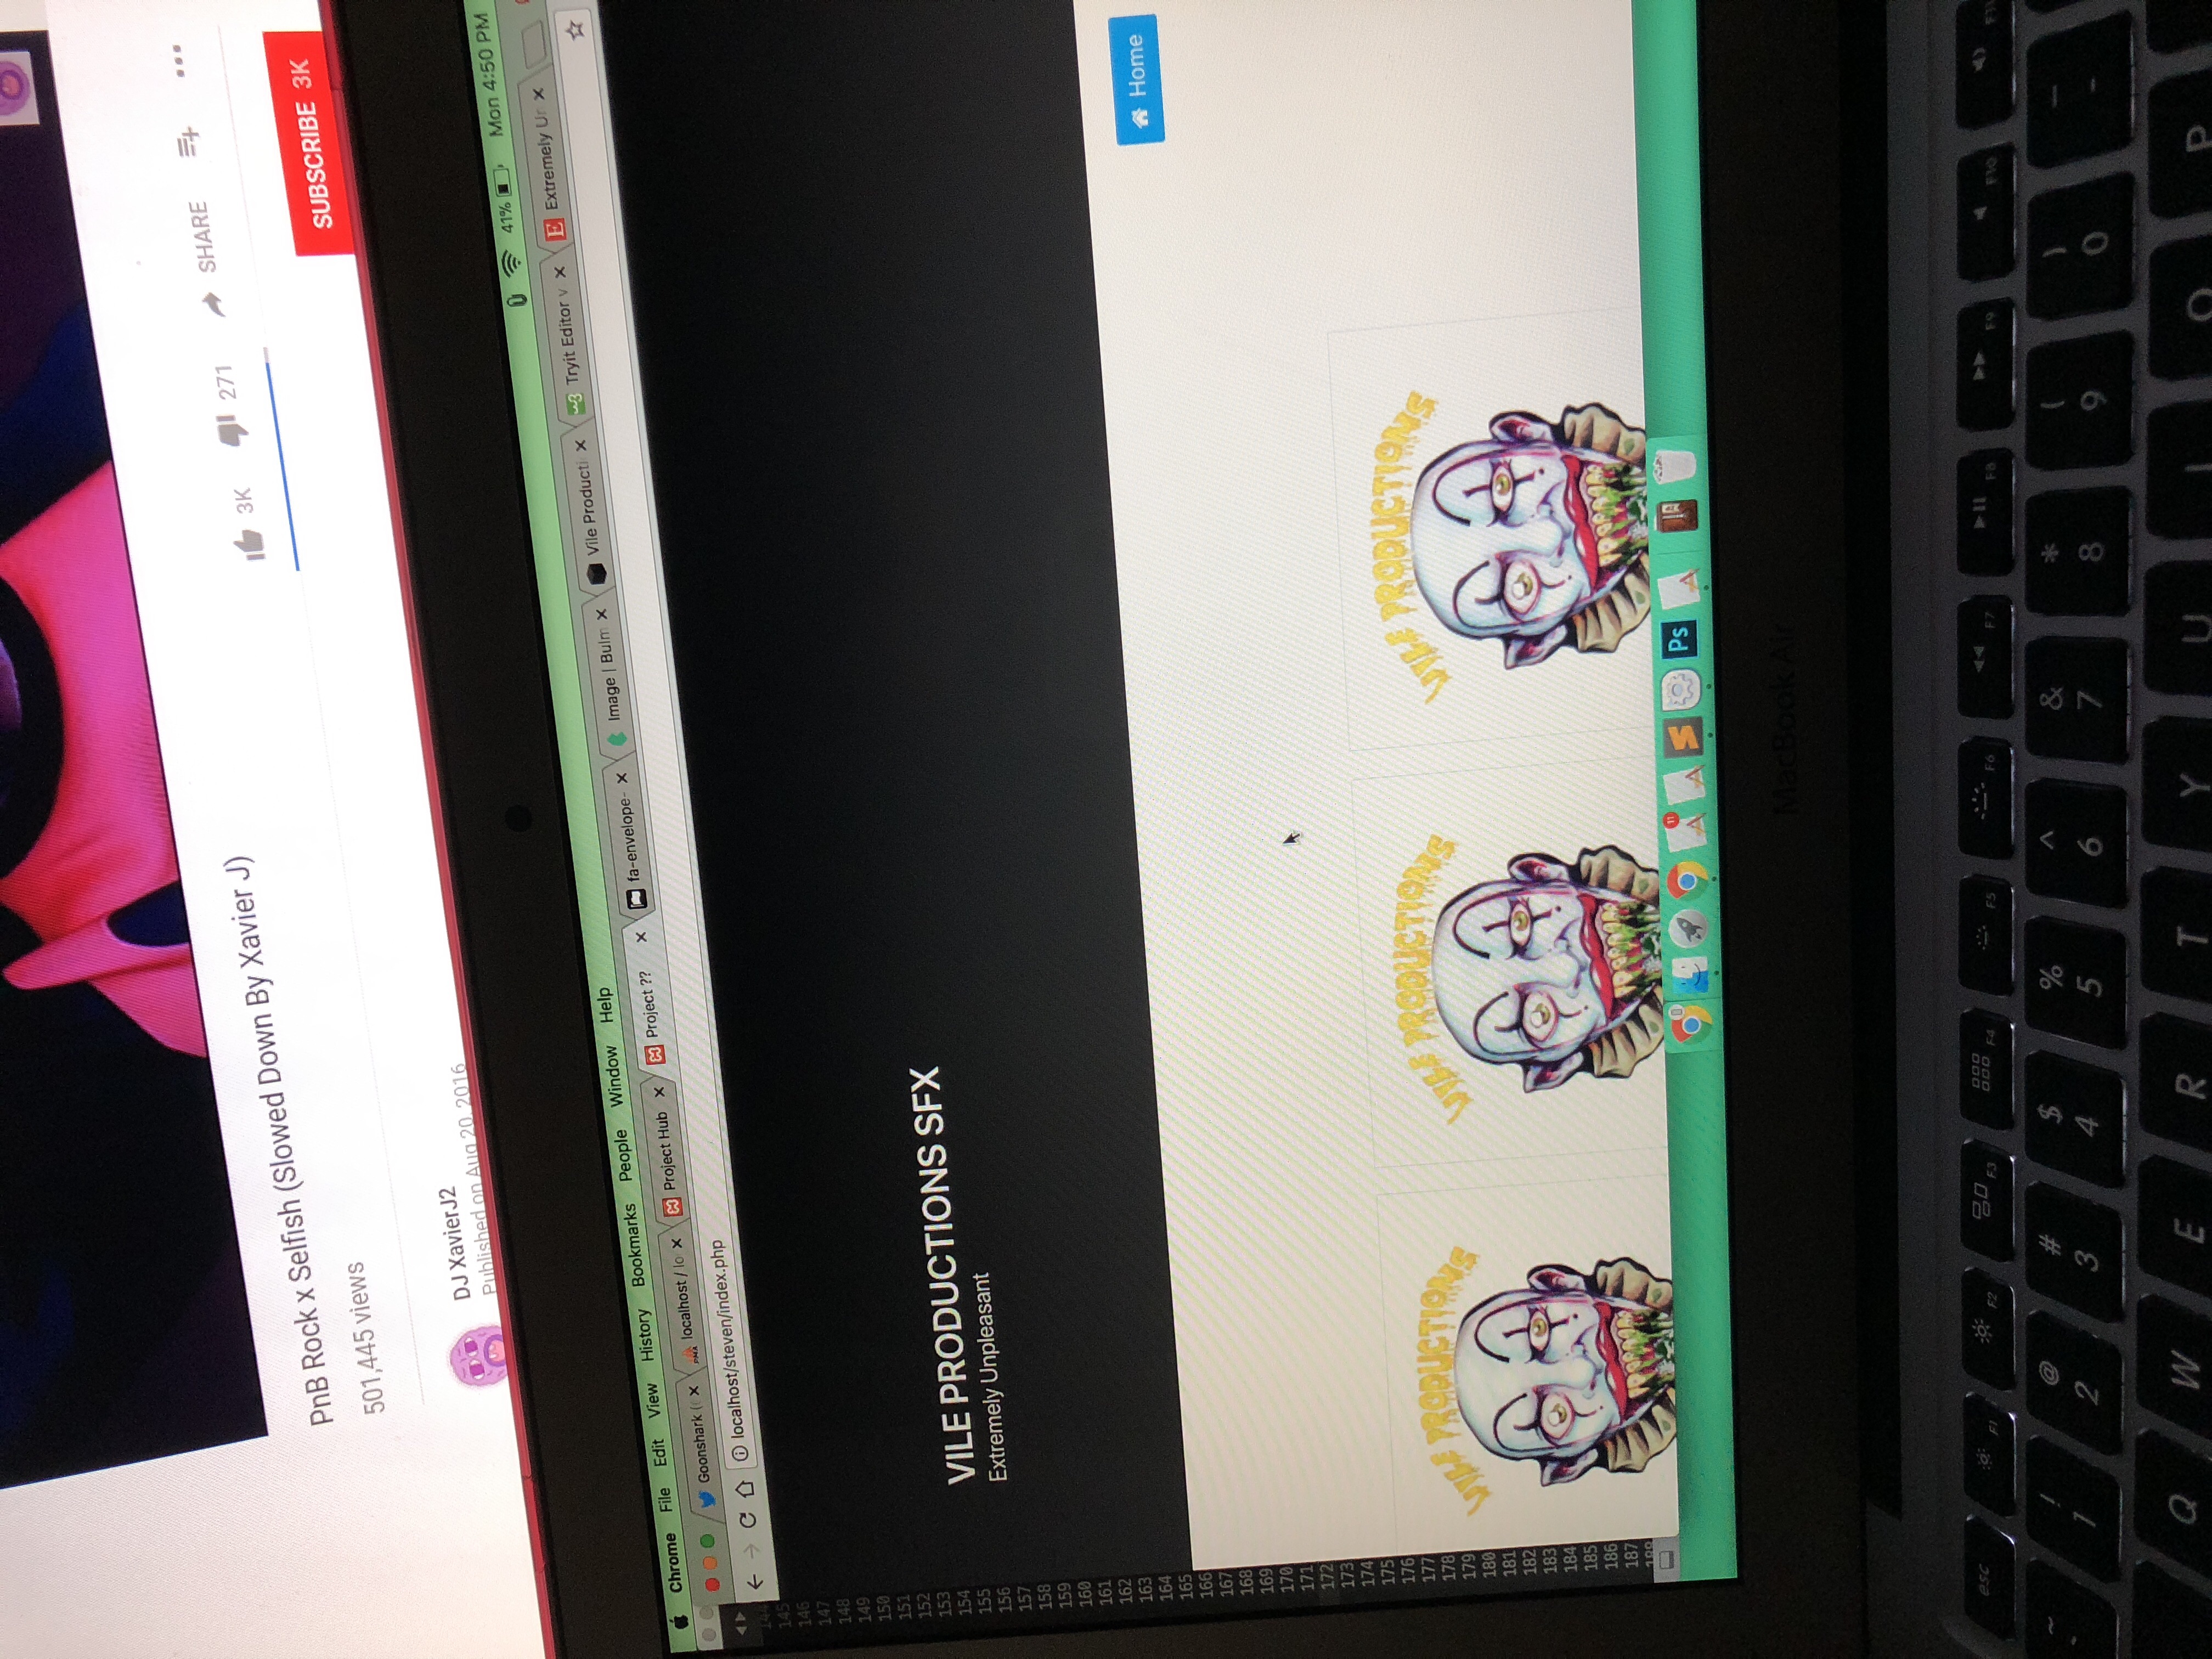 PnB Rock x Selfish (Slowed Down By Xavier J)
501,445 views
3K 271 SHARE
SUBSCRIBE 3K
DJ XavierJ2
Published on Aug 20, 2016
41% Mon 4:50 PM
Chrome File Edit View History Bookmarks People Window Help
Goonshark ( localhost / lo Project Hub Project ?? fa-envelope- Image | Bulm Vile Producti Tryit Editor v Extremely Un
localhost/steven/index.php
144
145
146
147
148
149
150
151
152
153
154
155
156
157
158
159
160
161
162
163
164
165
166
167
168
169
170
171
172
173
174
175
176
177
178
179
180
181
182
183
184
185
186
187
188
VILE PRODUCTIONS SFX
Extremely Unpleasant
Home
VILE PRODUCTIONS
VILE PRODUCTIONS
VILE PRODUCTIONS
11
Ps
MacBook Air
esc F1 F2 F3 F4 F5 F6 F7 F8 F9 F10
~ ! @ # $ % ^ & * ( ) —
1 2 3 4 5 6 7 8 9 0 -
Q W E R T Y U I O P